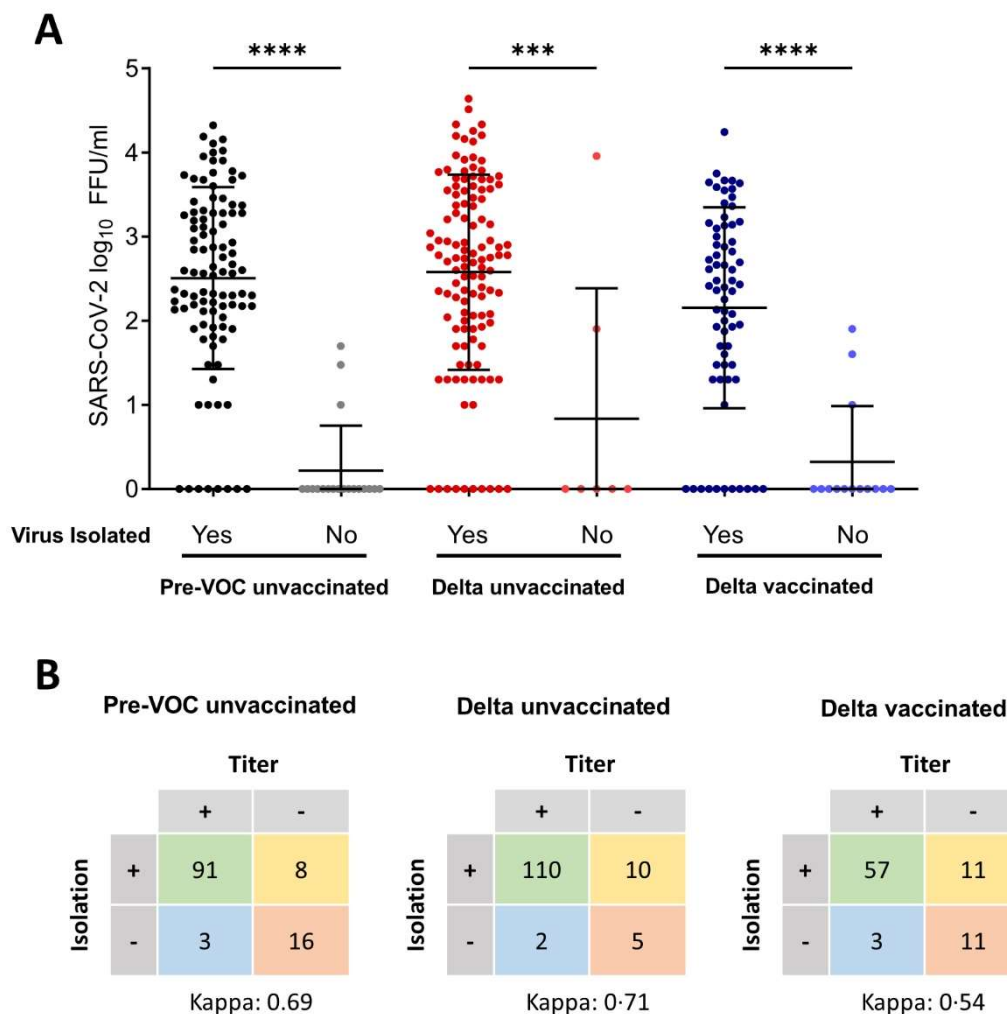 A
**** *** ****
5
4
3
2
1
0
SARS-CoV-2 log10 FFU/ml
Virus Isolated Yes No Yes No Yes No
Pre-VOC unvaccinated Delta unvaccinated Delta vaccinated
B
Pre-VOC unvaccinated Delta unvaccinated Delta vaccinated
Titer Titer Titer
+ - + - + -
Isolation + 91 8 Isolation + 110 10 Isolation + 57 11
- 3 16 - 2 5 - 3 11
Kappa: 0.69 Kappa: 0·71 Kappa: 0·54